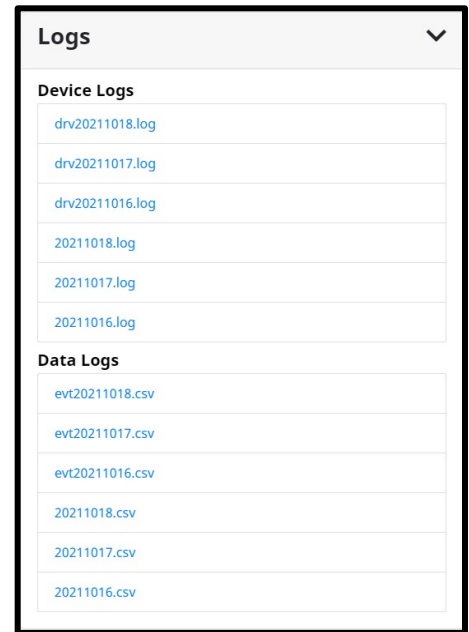 Logs
Device Logs
drv20211018.log
drv20211017.log
drv20211016.log
20211018.log
20211017.log
20211016.log
Data Logs
evt20211018.csv
evt20211017.csv
evt20211016.csv
20211018.csv
20211017.csv
20211016.csv